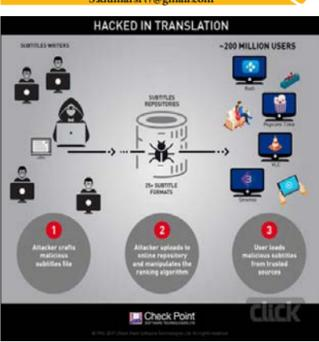 HACKED IN TRANSLATION
SUBTITLES WRITERS
~200 MILLION USERS
SUBTITLES
REPOSITORIES
Kodi
Popcorn Time
VLC
Stremio
25+ SUBTITLE
FORMATS
1
Attacker crafts
malicious
subtitles file
2
Attacker uploads to
online repository
and manipulates the
ranking algorithm
3
User loads
malicious subtitles
from trusted
sources
Check Point
SOFTWARE TECHNOLOGIES LTD
click